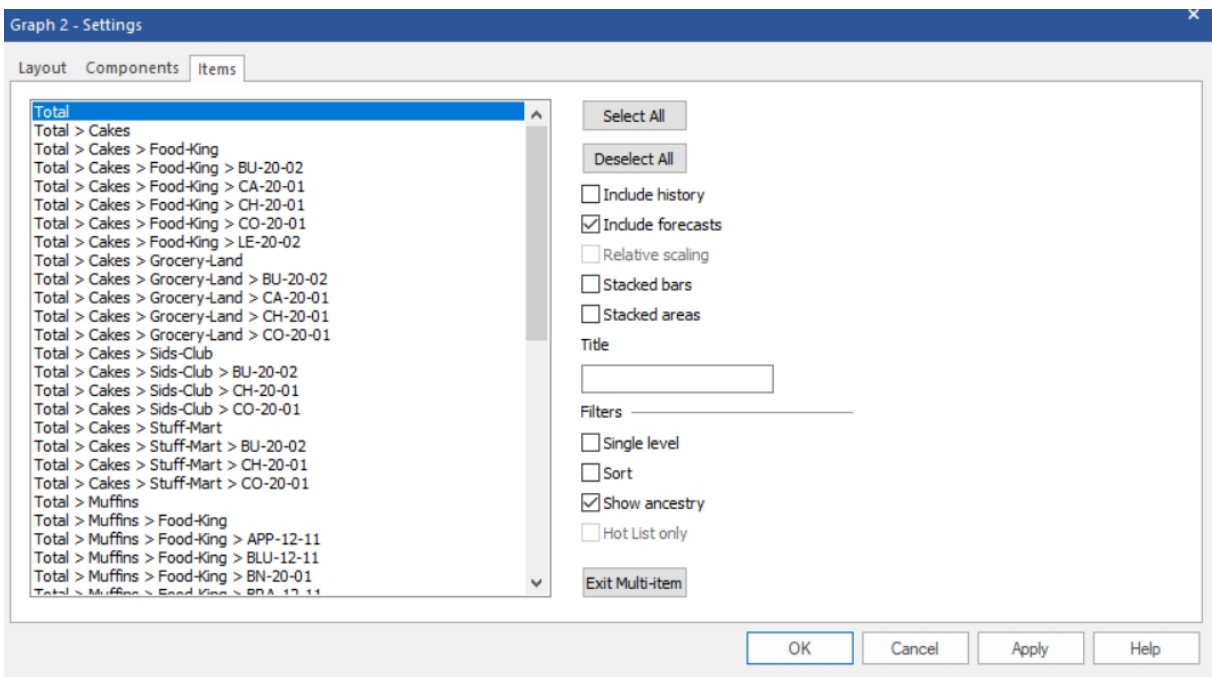 Graph 2 - Settings
Layout Components Items
Total
Total > Cakes
Total > Cakes > Food-King
Total > Cakes > Food-King > BU-20-02
Total > Cakes > Food-King > CA-20-01
Total > Cakes > Food-King > CH-20-01
Total > Cakes > Food-King > CO-20-01
Total > Cakes > Food-King > LE-20-02
Total > Cakes > Grocery-Land
Total > Cakes > Grocery-Land > BU-20-02
Total > Cakes > Grocery-Land > CA-20-01
Total > Cakes > Grocery-Land > CH-20-01
Total > Cakes > Grocery-Land > CO-20-01
Total > Cakes > Sids-Club
Total > Cakes > Sids-Club > BU-20-02
Total > Cakes > Sids-Club > CH-20-01
Total > Cakes > Sids-Club > CO-20-01
Total > Cakes > Stuff-Mart
Total > Cakes > Stuff-Mart > BU-20-02
Total > Cakes > Stuff-Mart > CH-20-01
Total > Cakes > Stuff-Mart > CO-20-01
Total > Muffins
Total > Muffins > Food-King
Total > Muffins > Food-King > APP-12-11
Total > Muffins > Food-King > BLU-12-11
Total > Muffins > Food-King > BN-20-01
Total > Muffins > Food-King > BRA-12-11
Select All
Deselect All
Include history
Include forecasts
Relative scaling
Stacked bars
Stacked areas
Title
Filters
Single level
Sort
Show ancestry
Hot List only
Exit Multi-item
OK Cancel Apply Help